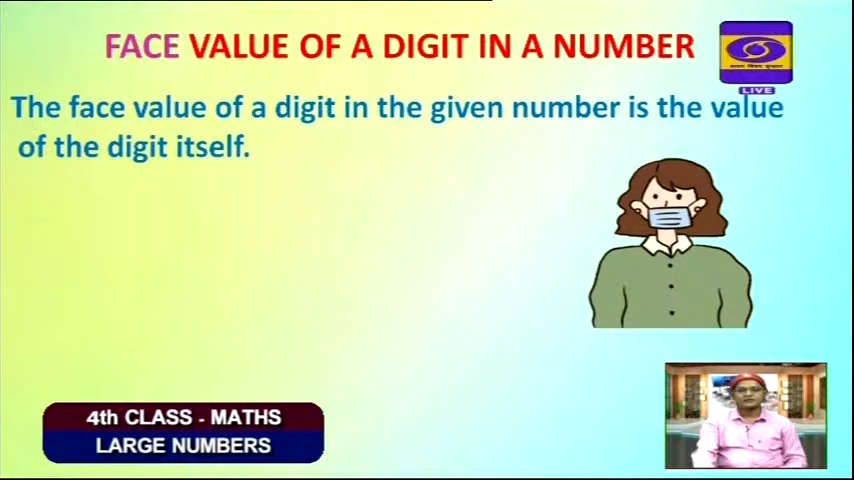 FACE VALUE OF A DIGIT IN A NUMBER
LIVE
The face value of a digit in the given number is the value
of the digit itself.
4th CLASS - MATHS
LARGE NUMBERS